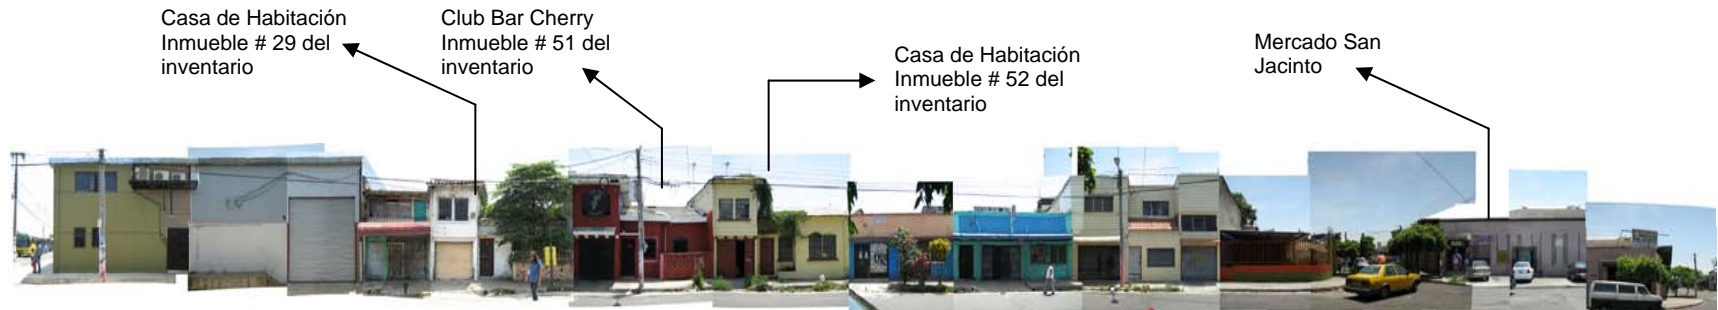 Casa de Habitación
Inmueble # 29 del
inventario
Club Bar Cherry
Inmueble # 51 del
inventario
Casa de Habitación
Inmueble # 52 del
inventario
Mercado San
Jacinto